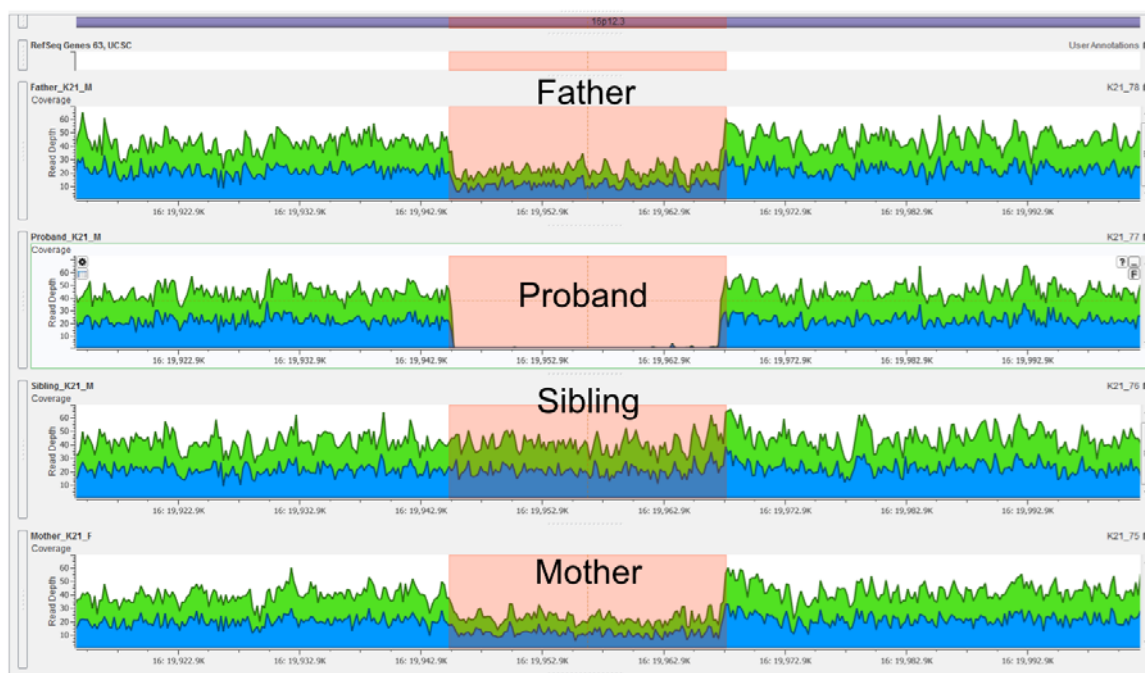 16p12.3
RefSeq Genes 63, UCSC User Annotations
Father_K21_M Father K21_78
Coverage
Read Depth
60
50
40
30
20
10
16: 19,922.9K 16: 19,932.9K 16: 19,942.9K 16: 19,952.9K 16: 19,962.9K 16: 19,972.9K 16: 19,982.9K 16: 19,992.9K
Proband_K21_M K21_77
Coverage
? _
F
Proband
Read Depth
60
50
40
30
20
10
16: 19,922.9K 16: 19,932.9K 16: 19,942.9K 16: 19,952.9K 16: 19,962.9K 16: 19,972.9K 16: 19,982.9K 16: 19,992.9K
Sibling_K21_M Sibling K21_76
Coverage
Read Depth
60
50
40
30
20
10
16: 19,922.9K 16: 19,932.9K 16: 19,942.9K 16: 19,952.9K 16: 19,962.9K 16: 19,972.9K 16: 19,982.9K 16: 19,992.9K
Mother_K21_F K21_75
Coverage
Mother
Read Depth
60
50
40
30
20
10
16: 19,922.9K 16: 19,932.9K 16: 19,942.9K 16: 19,952.9K 16: 19,962.9K 16: 19,972.9K 16: 19,982.9K 16: 19,992.9K